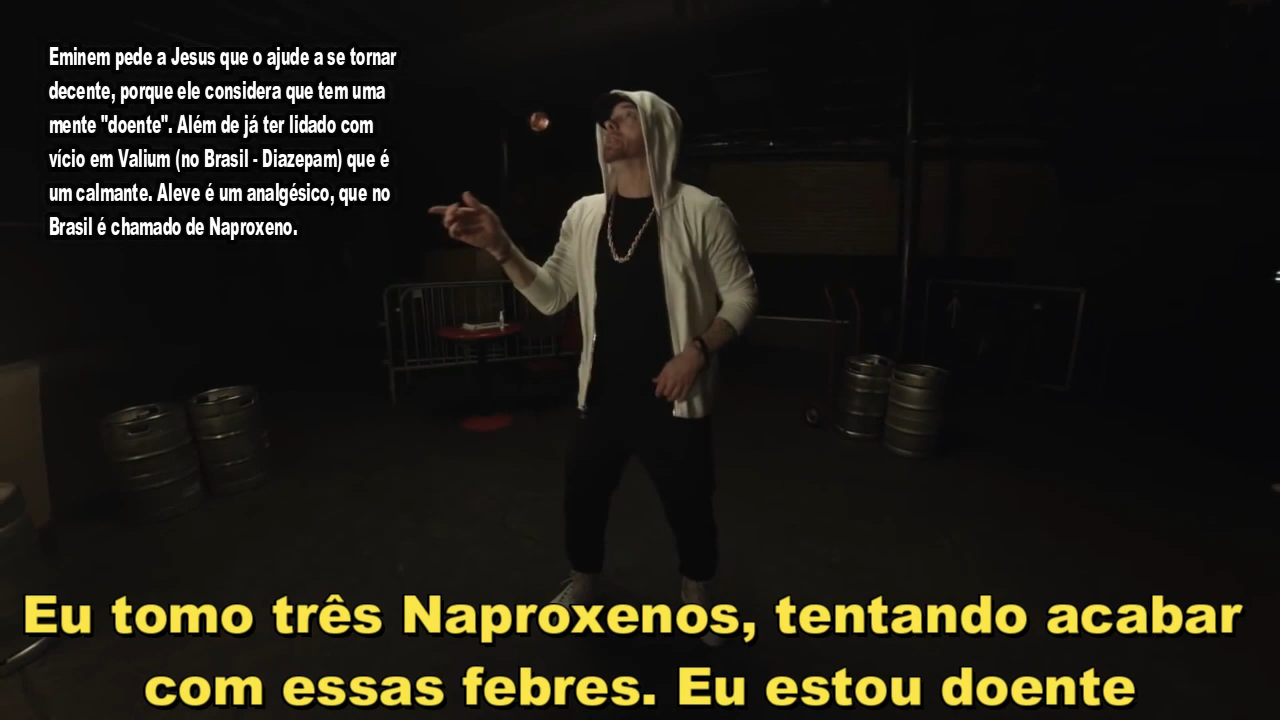 Eminem pede a Jesus que o ajude a se tornar
decente, porque ele considera que tem uma
mente "doente". Além de já ter lidado com
vício em Valium (no Brasil - Diazepam) que é
um calmante. Aleve é um analgésico, que no
Brasil é chamado de Naproxeno.
Eu tomo três Naproxenos, tentando acabar
com essas febres. Eu estou doente